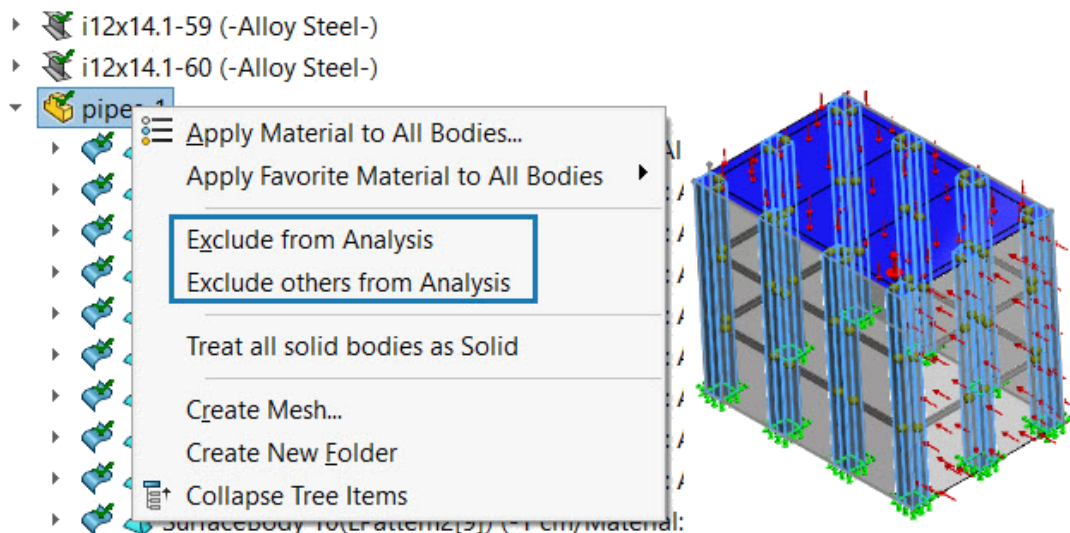 i12x14.1-59 (-Alloy Steel-)
i12x14.1-60 (-Alloy Steel-)
Apply Material to All Bodies...
Apply Favorite Material to All Bodies
Exclude from Analysis
Exclude others from Analysis
Treat all solid bodies as Solid
Create Mesh...
Create New Folder
Collapse Tree Items